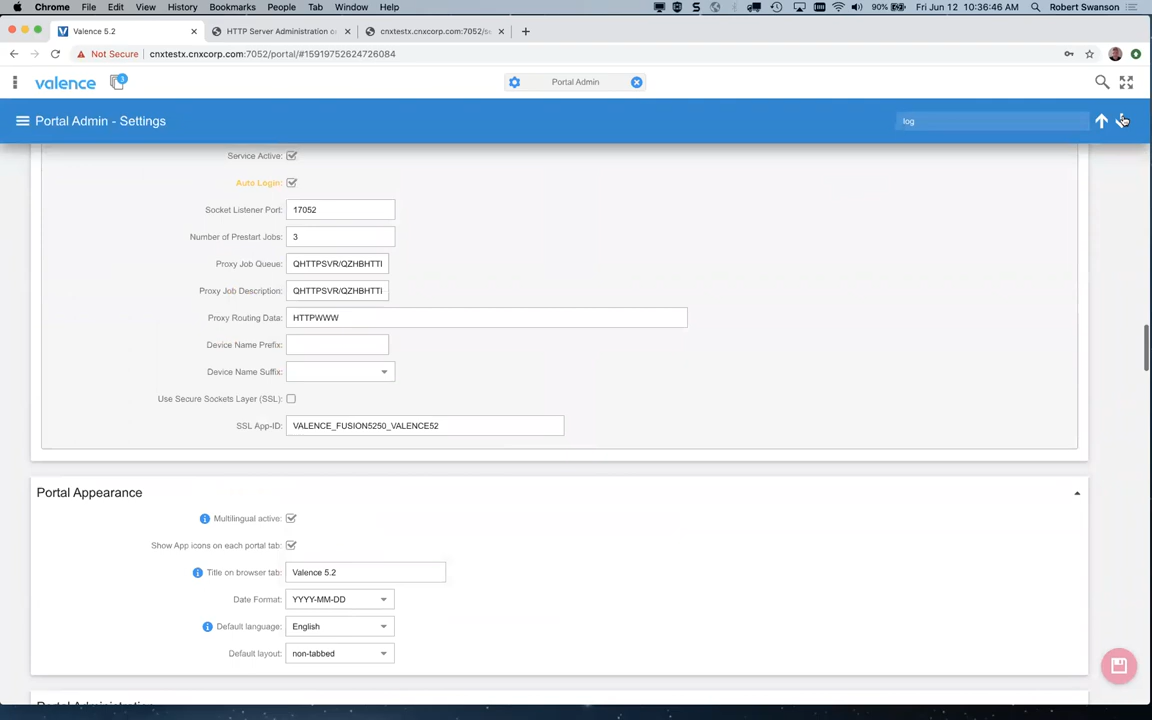 Chrome File Edit View History Bookmarks People Tab Window Help 90% Fri Jun 12 10:36:46 AM Robert Swanson
Valence 5.2 HTTP Server Administration o cnxtestx.cnxcorp.com:7052/se
Not Secure cnxtestx.cnxcorp.com:7052/portal/#15919752624726084
valence 3 Portal Admin
Portal Admin - Settings log
Service Active:
Auto Login:
Socket Listener Port: 17052
Number of Prestart Jobs: 3
Proxy Job Queue: QHTTPSVR/QZHBHTTI
Proxy Job Description: QHTTPSVR/QZHBHTTI
Proxy Routing Data: HTTPWWW
Device Name Prefix:
Device Name Suffix:
Use Secure Sockets Layer (SSL):
SSL App-ID: VALENCE_FUSION5250_VALENCE52
Portal Appearance
Multilingual active:
Show App icons on each portal tab:
Title on browser tab: Valence 5.2
Date Format: YYYY-MM-DD
Default language: English
Default layout: non-tabbed
Portal Administration